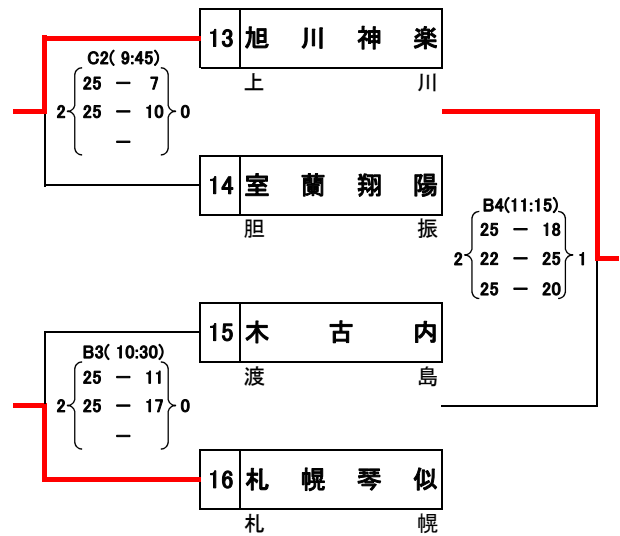 13 旭川神楽
上川
C2( 9:45)
25 － 7
2 25 － 10 0
－
14 室蘭翔陽
胆振
B4(11:15)
25 － 18
2 22 － 25 1
25 － 20
15 木古内
渡島
B3( 10:30)
25 － 11
2 25 － 17 0
－
16 札幌琴似
札幌